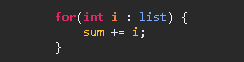 for(int i : list) {
    sum += i;
}